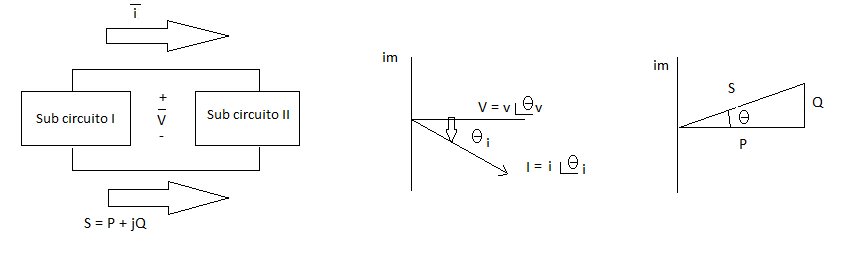 i
Sub circuito I
+
V
-
Sub circuito II
S = P + jQ
im
V = v∟θv
θi
I = i ∟θi
im
S
θ
Q
P